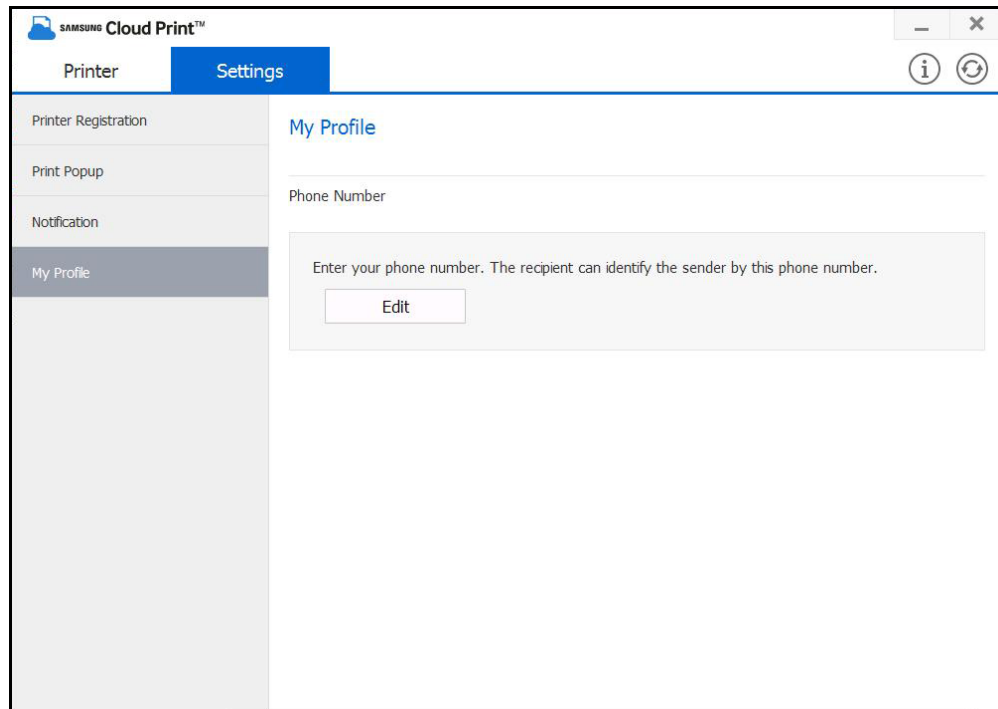 SAMSUNG Cloud Print™
Printer
Settings
Printer Registration
Print Popup
Notification
My Profile
My Profile
Phone Number
Enter your phone number. The recipient can identify the sender by this phone number.
Edit